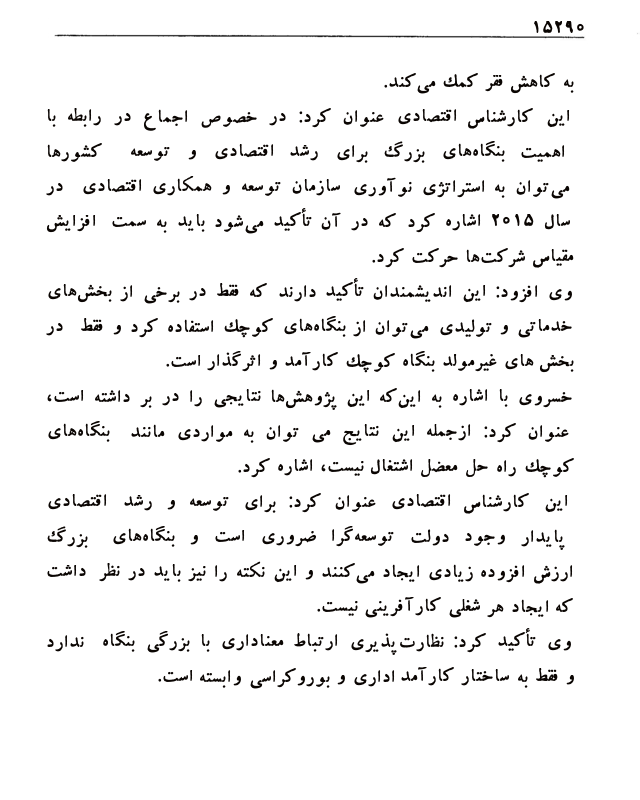 ۱۵۲۹۰
به کاهش فقر کمك می‌کند.
این کارشناس اقتصادی عنوان کرد: در خصوص اجماع در رابطه با
اهمیت بنگاه‌های بزرگ برای رشد اقتصادی و توسعه کشورها
می‌توان به استراتژی نوآوری سازمان توسعه و همکاری اقتصادی در
سال ۲۰۱۵ اشاره کرد که در آن تأکید می‌شود باید به سمت افزایش
مقیاس شرکت‌ها حرکت کرد.
وی افزود: این اندیشمندان تأکید دارند که فقط در برخی از بخش‌های
خدماتی و تولیدی می‌توان از بنگاه‌های کوچك استفاده کرد و فقط در
بخش های غیرمولد بنگاه کوچك کارآمد و اثرگذار است.
خسروی با اشاره به این‌که این پژوهش‌ها نتایجی را در بر داشته است،
عنوان کرد: ازجمله این نتایج می توان به مواردی مانند بنگاه‌های
کوچك راه حل معضل اشتغال نیست، اشاره کرد.
این کارشناس اقتصادی عنوان کرد: برای توسعه و رشد اقتصادی
پایدار وجود دولت توسعه‌گرا ضروری است و بنگاه‌های بزرگ
ارزش افزوده زیادی ایجاد می‌کنند و این نکته را نیز باید در نظر داشت
که ایجاد هر شغلی کارآفرینی نیست.
وی تأکید کرد: نظارت‌پذیری ارتباط معناداری با بزرگی بنگاه ندارد
و فقط به ساختار کارآمد اداری و بوروکراسی وابسته است.